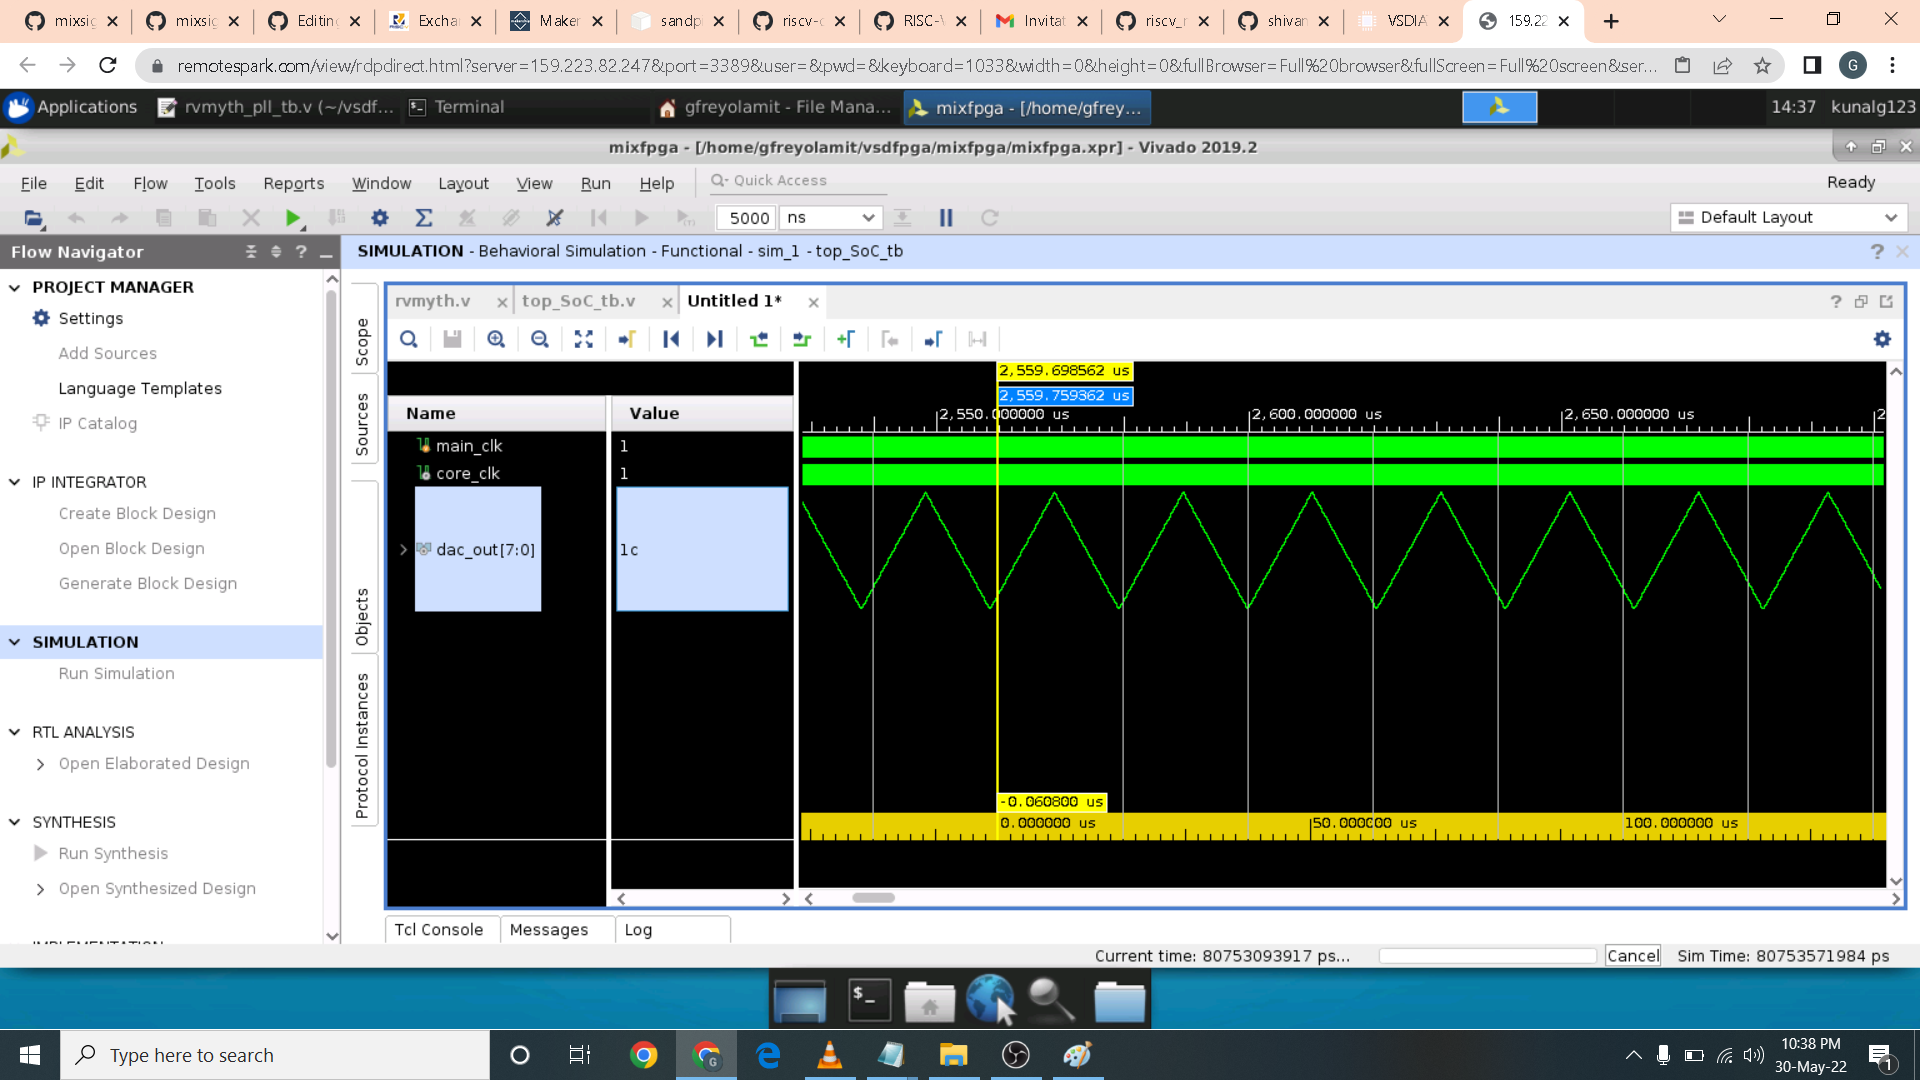 mixsig mixsig Editing Exchar Maker sandp riscv-c RISC-V Invitat riscv_r shivar VSDIA 159.22
remotespark.com/view/rdpdirect.html?server=159.223.82.247&port=3389&user=&pwd=&keyboard=1033&width=0&height=0&fullBrowser=Full%20browser&fullScreen=Full%20screen&ser... G
Applications rvmyth_pll_tb.v (~/vsdf... Terminal gfreyolamit - File Mana... mixfpga - [/home/gfrey... 14:37 kunalg123
mixfpga - [/home/gfreyolamit/vsdfpga/mixfpga/mixfpga.xpr] - Vivado 2019.2
File Edit Flow Tools Reports Window Layout View Run Help Quick Access Ready
5000 ns Default Layout
Flow Navigator
SIMULATION - Behavioral Simulation - Functional - sim_1 - top_SoC_tb
PROJECT MANAGER
Settings
Add Sources
Language Templates
IP Catalog
IP INTEGRATOR
Create Block Design
Open Block Design
Generate Block Design
SIMULATION
Run Simulation
RTL ANALYSIS
Open Elaborated Design
SYNTHESIS
Run Synthesis
Open Synthesized Design
Scope
Sources
Objects
Protocol Instances
rvmyth.v top_SoC_tb.v Untitled 1*
Name Value
main_clk 1
core_clk 1
dac_out[7:0] 1c
2,559.698562 us
2,559.759362 us
2,550.000000 us 2,600.000000 us 2,650.000000 us 2
-0.060800 us
0.000000 us 50.000000 us 100.000000 us
Tcl Console Messages Log
Current time: 80753093917 ps... Cancel Sim Time: 80753571984 ps
Type here to search
10:38 PM
30-May-22
1